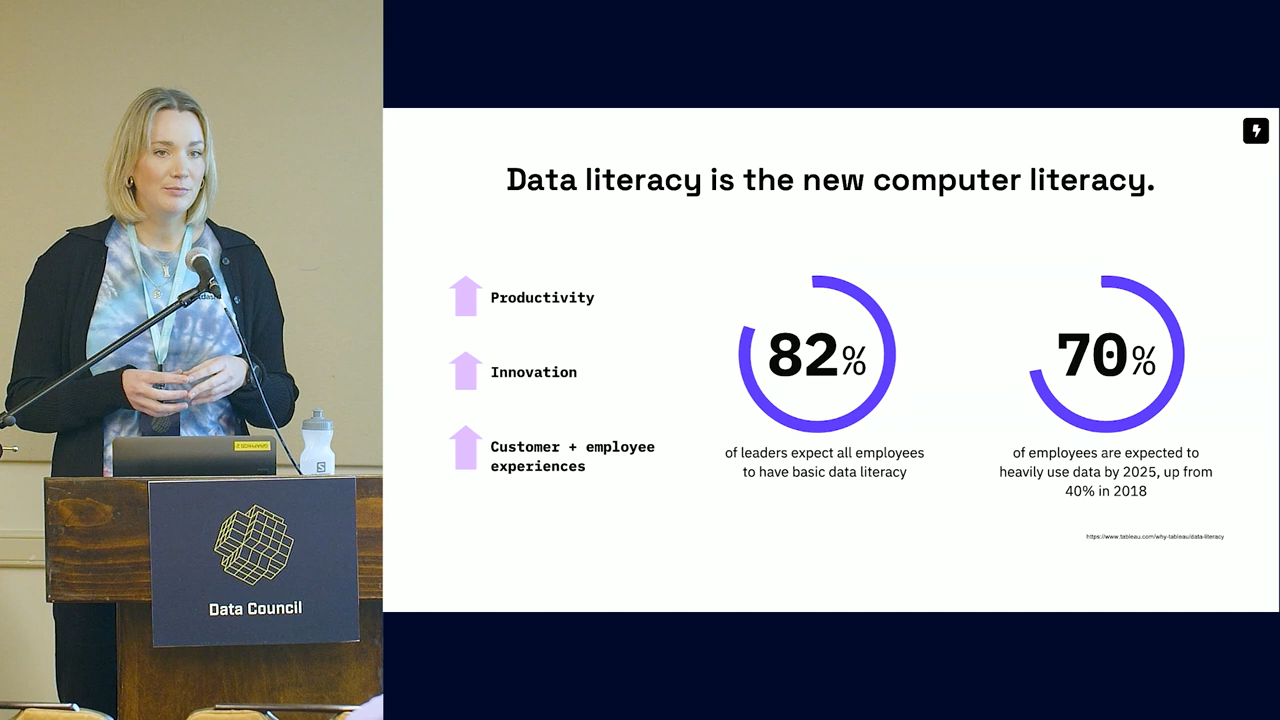 Data literacy is the new computer literacy.
Productivity
Innovation
Customer + employee
experiences
82%
of leaders expect all employees
to have basic data literacy
70%
of employees are expected to
heavily use data by 2025, up from
40% in 2018
https://www.tableau.com/why-tableau/data-literacy
Data Council